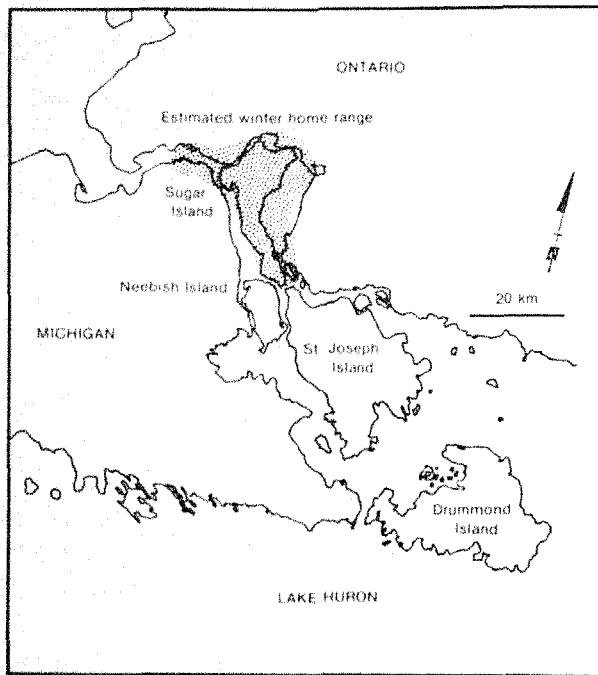 ONTARIO
Estimated winter home range
Sugar
Island
Neebish Island
20 km
MICHIGAN
St. Joseph
Island
Drummond
Island
LAKE HURON